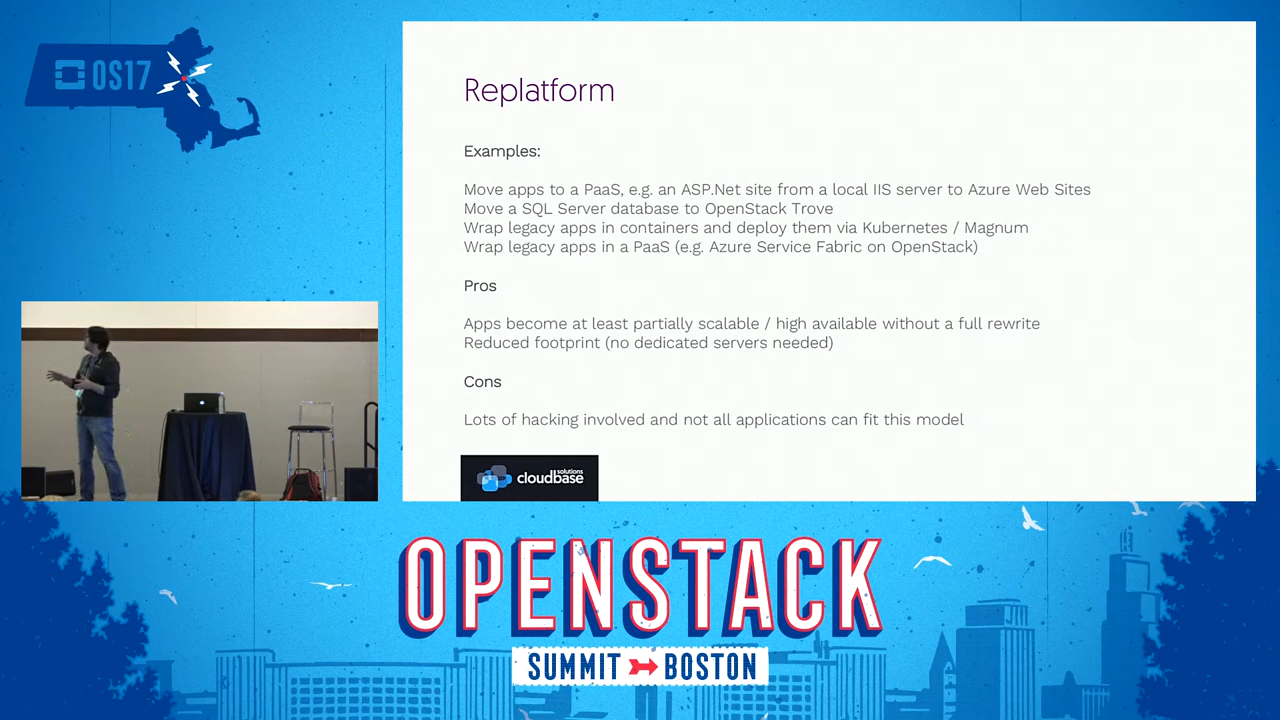 OS17
Replatform
Examples:
Move apps to a PaaS, e.g. an ASP.Net site from a local IIS server to Azure Web Sites
Move a SQL Server database to OpenStack Trove
Wrap legacy apps in containers and deploy them via Kubernetes / Magnum
Wrap legacy apps in a PaaS (e.g. Azure Service Fabric on OpenStack)
Pros
Apps become at least partially scalable / high available without a full rewrite
Reduced footprint (no dedicated servers needed)
Cons
Lots of hacking involved and not all applications can fit this model
cloudbase
solutions
OPENSTACK
SUMMIT BOSTON